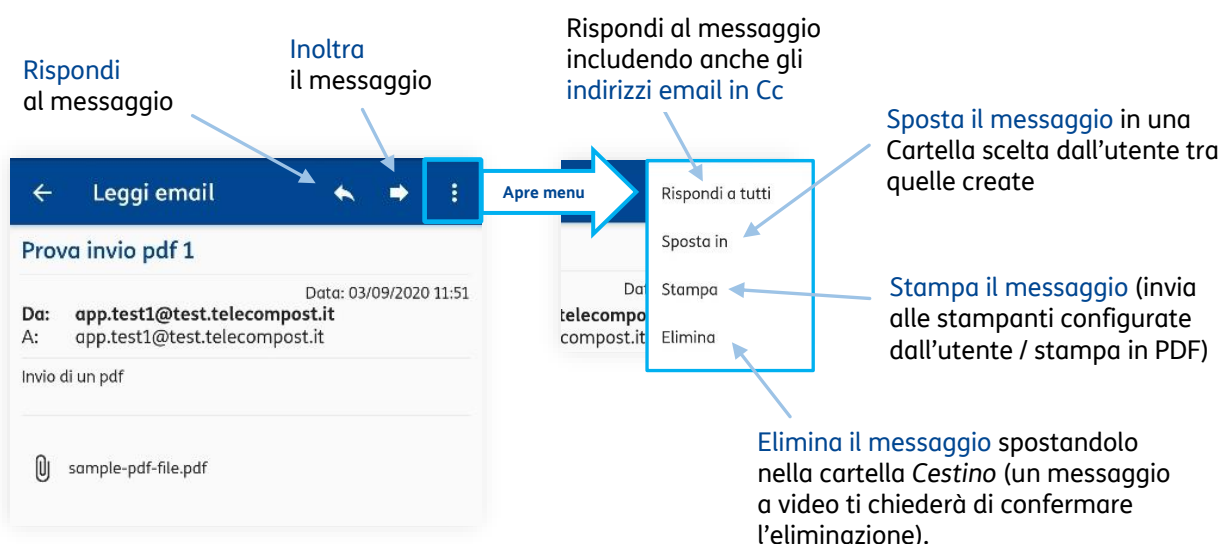 Rispondi
al messaggio
Inoltra
il messaggio
Rispondi al messaggio
includendo anche gli
indirizzi email in Cc
Sposta il messaggio in una
Cartella scelta dall'utente tra
quelle create
Leggi email
Apre menu
Prova invio pdf 1
Data: 03/09/2020 11:51
Da: app.test1@test.telecompost.it
A: app.test1@test.telecompost.it
Invio di un pdf
sample-pdf-file.pdf
Rispondi a tutti
Sposta in
Dat
Stampa
telecompo
compost.it
Elimina
Stampa il messaggio (invia
alle stampanti configurate
dall'utente / stampa in PDF)
Elimina il messaggio spostandolo
nella cartella Cestino (un messaggio
a video ti chiederà di confermare
l'eliminazione).